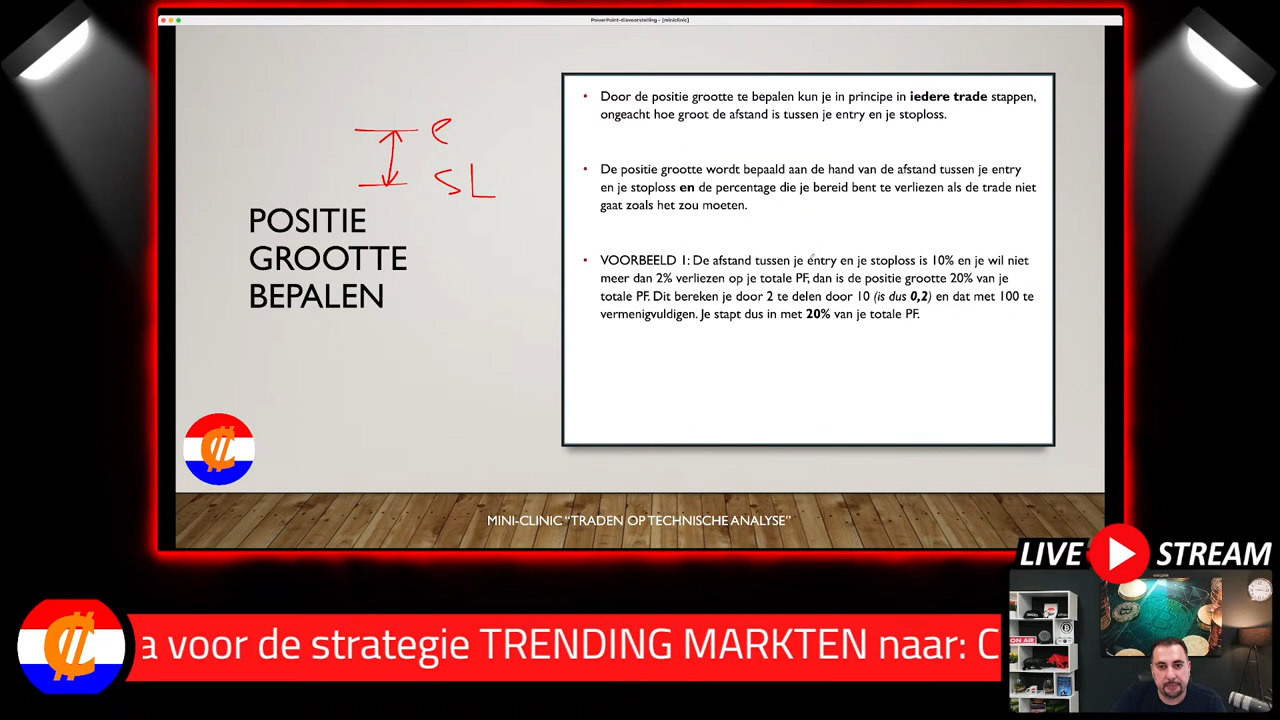 PowerPoint-diavoorstelling - [miniclinic]
e
SL
POSITIE
GROOTTE
BEPALEN
• Door de positie grootte te bepalen kun je in principe in iedere trade stappen,
ongeacht hoe groot de afstand is tussen je entry en je stoploss.
• De positie grootte wordt bepaald aan de hand van de afstand tussen je entry
en je stoploss en de percentage die je bereid bent te verliezen als de trade niet
gaat zoals het zou moeten.
• VOORBEELD 1: De afstand tussen je entry en je stoploss is 10% en je wil niet
meer dan 2% verliezen op je totale PF, dan is de positie grootte 20% van je
totale PF. Dit bereken je door 2 te delen door 10 (is dus 0,2) en dat met 100 te
vermenigvuldigen. Je stapt dus in met 20% van je totale PF.
MINI-CLINIC “TRADEN OP TECHNISCHE ANALYSE”
LIVE STREAM
ON AIR
a voor de strategie TRENDING MARKTEN naar: C